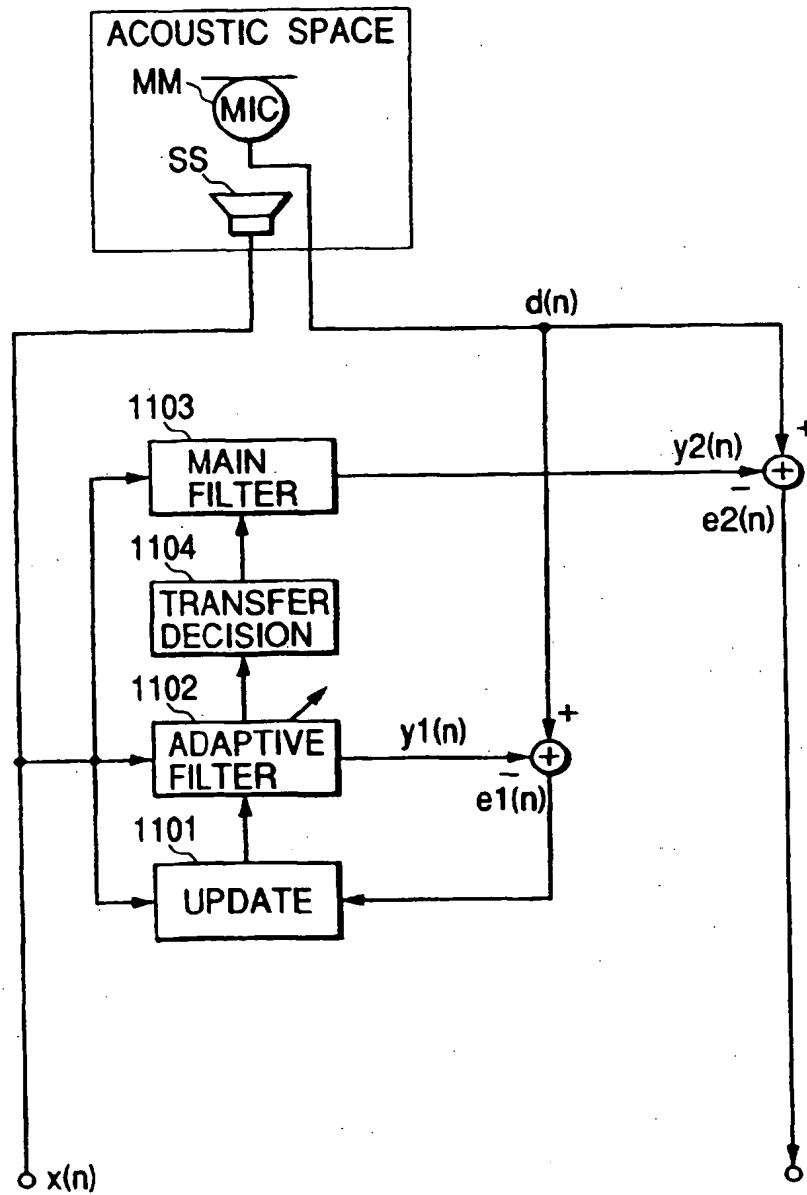 ACOUSTIC SPACE
MM
MIC
SS
d(n)
1103
MAIN
FILTER
y2(n)
+
+
−
e2(n)
1104
TRANSFER
DECISION
1102
ADAPTIVE
FILTER
y1(n)
+
+
−
e1(n)
1101
UPDATE
x(n)